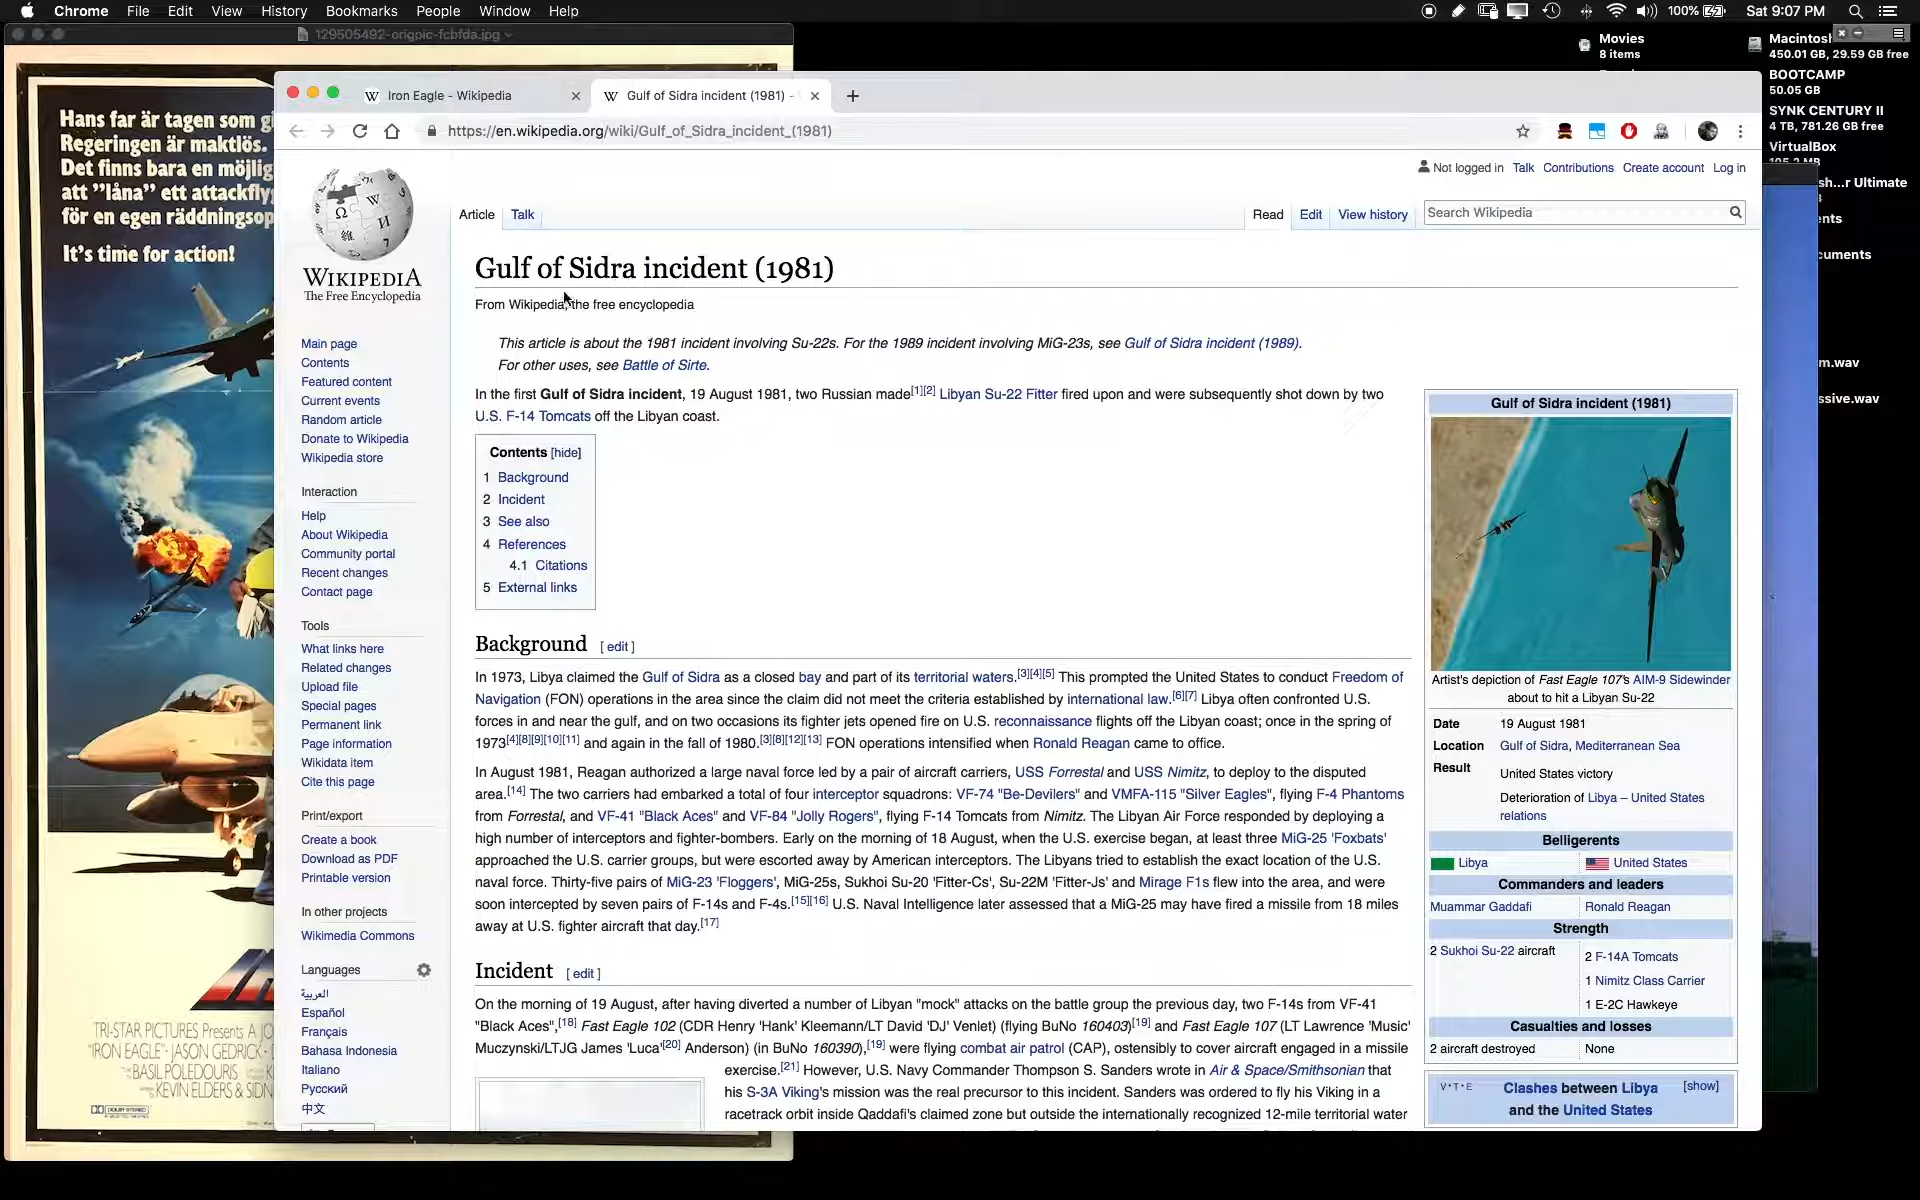 Chrome File Edit View History Bookmarks People Window Help
100% Sat 9:07 PM
129505492-origpic-fcbfda.jpg
Movies
8 items
Macintosh
450.01 GB, 29.59 GB free
BOOTCAMP
50.05 GB
SYNK CENTURY II
4 TB, 781.26 GB free
VirtualBox
sh...r Ultimate
ents
cuments
m.wav
ssive.wav
Hans far är tagen som gi
Regeringen är maktlös.
Det finns bara en möjlig
att ”låna” ett attackfly
för en egen räddningsop
It's time for action!
TRI-STAR PICTURES Presents A JO
"IRON EAGLE" · JASON GEDRICK ·
BASIL POLEDOURIS
KEVIN ELDERS & SIDN
Iron Eagle - Wikipedia
Gulf of Sidra incident (1981) -
https://en.wikipedia.org/wiki/Gulf_of_Sidra_incident_(1981)
Not logged in Talk Contributions Create account Log in
WIKIPEDIA
The Free Encyclopedia
Article Talk Read Edit View history Search Wikipedia
Main page
Contents
Featured content
Current events
Random article
Donate to Wikipedia
Wikipedia store
Interaction
Help
About Wikipedia
Community portal
Recent changes
Contact page
Tools
What links here
Related changes
Upload file
Special pages
Permanent link
Page information
Wikidata item
Cite this page
Print/export
Create a book
Download as PDF
Printable version
In other projects
Wikimedia Commons
Languages
العربية
Español
Français
Bahasa Indonesia
Italiano
Русский
中文
Gulf of Sidra incident (1981)
From Wikipedia, the free encyclopedia
This article is about the 1981 incident involving Su-22s. For the 1989 incident involving MiG-23s, see Gulf of Sidra incident (1989).
For other uses, see Battle of Sirte.
In the first Gulf of Sidra incident, 19 August 1981, two Russian made[1][2] Libyan Su-22 Fitter fired upon and were subsequently shot down by two
U.S. F-14 Tomcats off the Libyan coast.
Contents [hide]
1 Background
2 Incident
3 See also
4 References
4.1 Citations
5 External links
Background [ edit ]
In 1973, Libya claimed the Gulf of Sidra as a closed bay and part of its territorial waters.[3][4][5] This prompted the United States to conduct Freedom of
Navigation (FON) operations in the area since the claim did not meet the criteria established by international law.[6][7] Libya often confronted U.S.
forces in and near the gulf, and on two occasions its fighter jets opened fire on U.S. reconnaissance flights off the Libyan coast; once in the spring of
1973[4][8][9][10][11] and again in the fall of 1980.[3][8][12][13] FON operations intensified when Ronald Reagan came to office.
In August 1981, Reagan authorized a large naval force led by a pair of aircraft carriers, USS Forrestal and USS Nimitz, to deploy to the disputed
area.[14] The two carriers had embarked a total of four interceptor squadrons: VF-74 "Be-Devilers" and VMFA-115 "Silver Eagles", flying F-4 Phantoms
from Forrestal, and VF-41 "Black Aces" and VF-84 "Jolly Rogers", flying F-14 Tomcats from Nimitz. The Libyan Air Force responded by deploying a
high number of interceptors and fighter-bombers. Early on the morning of 18 August, when the U.S. exercise began, at least three MiG-25 'Foxbats'
approached the U.S. carrier groups, but were escorted away by American interceptors. The Libyans tried to establish the exact location of the U.S.
naval force. Thirty-five pairs of MiG-23 'Floggers', MiG-25s, Sukhoi Su-20 'Fitter-Cs', Su-22M 'Fitter-Js' and Mirage F1s flew into the area, and were
soon intercepted by seven pairs of F-14s and F-4s.[15][16] U.S. Naval Intelligence later assessed that a MiG-25 may have fired a missile from 18 miles
away at U.S. fighter aircraft that day.[17]
Incident [ edit ]
On the morning of 19 August, after having diverted a number of Libyan "mock" attacks on the battle group the previous day, two F-14s from VF-41
"Black Aces",[18] Fast Eagle 102 (CDR Henry 'Hank' Kleemann/LT David 'DJ' Venlet) (flying BuNo 160403)[19] and Fast Eagle 107 (LT Lawrence 'Music'
Muczynski/LTJG James 'Luca'[20] Anderson) (in BuNo 160390),[19] were flying combat air patrol (CAP), ostensibly to cover aircraft engaged in a missile
exercise.[21] However, U.S. Navy Commander Thompson S. Sanders wrote in Air & Space/Smithsonian that
his S-3A Viking's mission was the real precursor to this incident. Sanders was ordered to fly his Viking in a
racetrack orbit inside Qaddafi's claimed zone but outside the internationally recognized 12-mile territorial water
Gulf of Sidra incident (1981)
Artist's depiction of Fast Eagle 107's AIM-9 Sidewinder
about to hit a Libyan Su-22
Date 19 August 1981
Location Gulf of Sidra, Mediterranean Sea
Result United States victory
Deterioration of Libya – United States
relations
Belligerents
Libya United States
Commanders and leaders
Muammar Gaddafi Ronald Reagan
Strength
2 Sukhoi Su-22 aircraft 2 F-14A Tomcats
1 Nimitz Class Carrier
1 E-2C Hawkeye
Casualties and losses
2 aircraft destroyed None
V·T·E Clashes between Libya [show]
and the United States